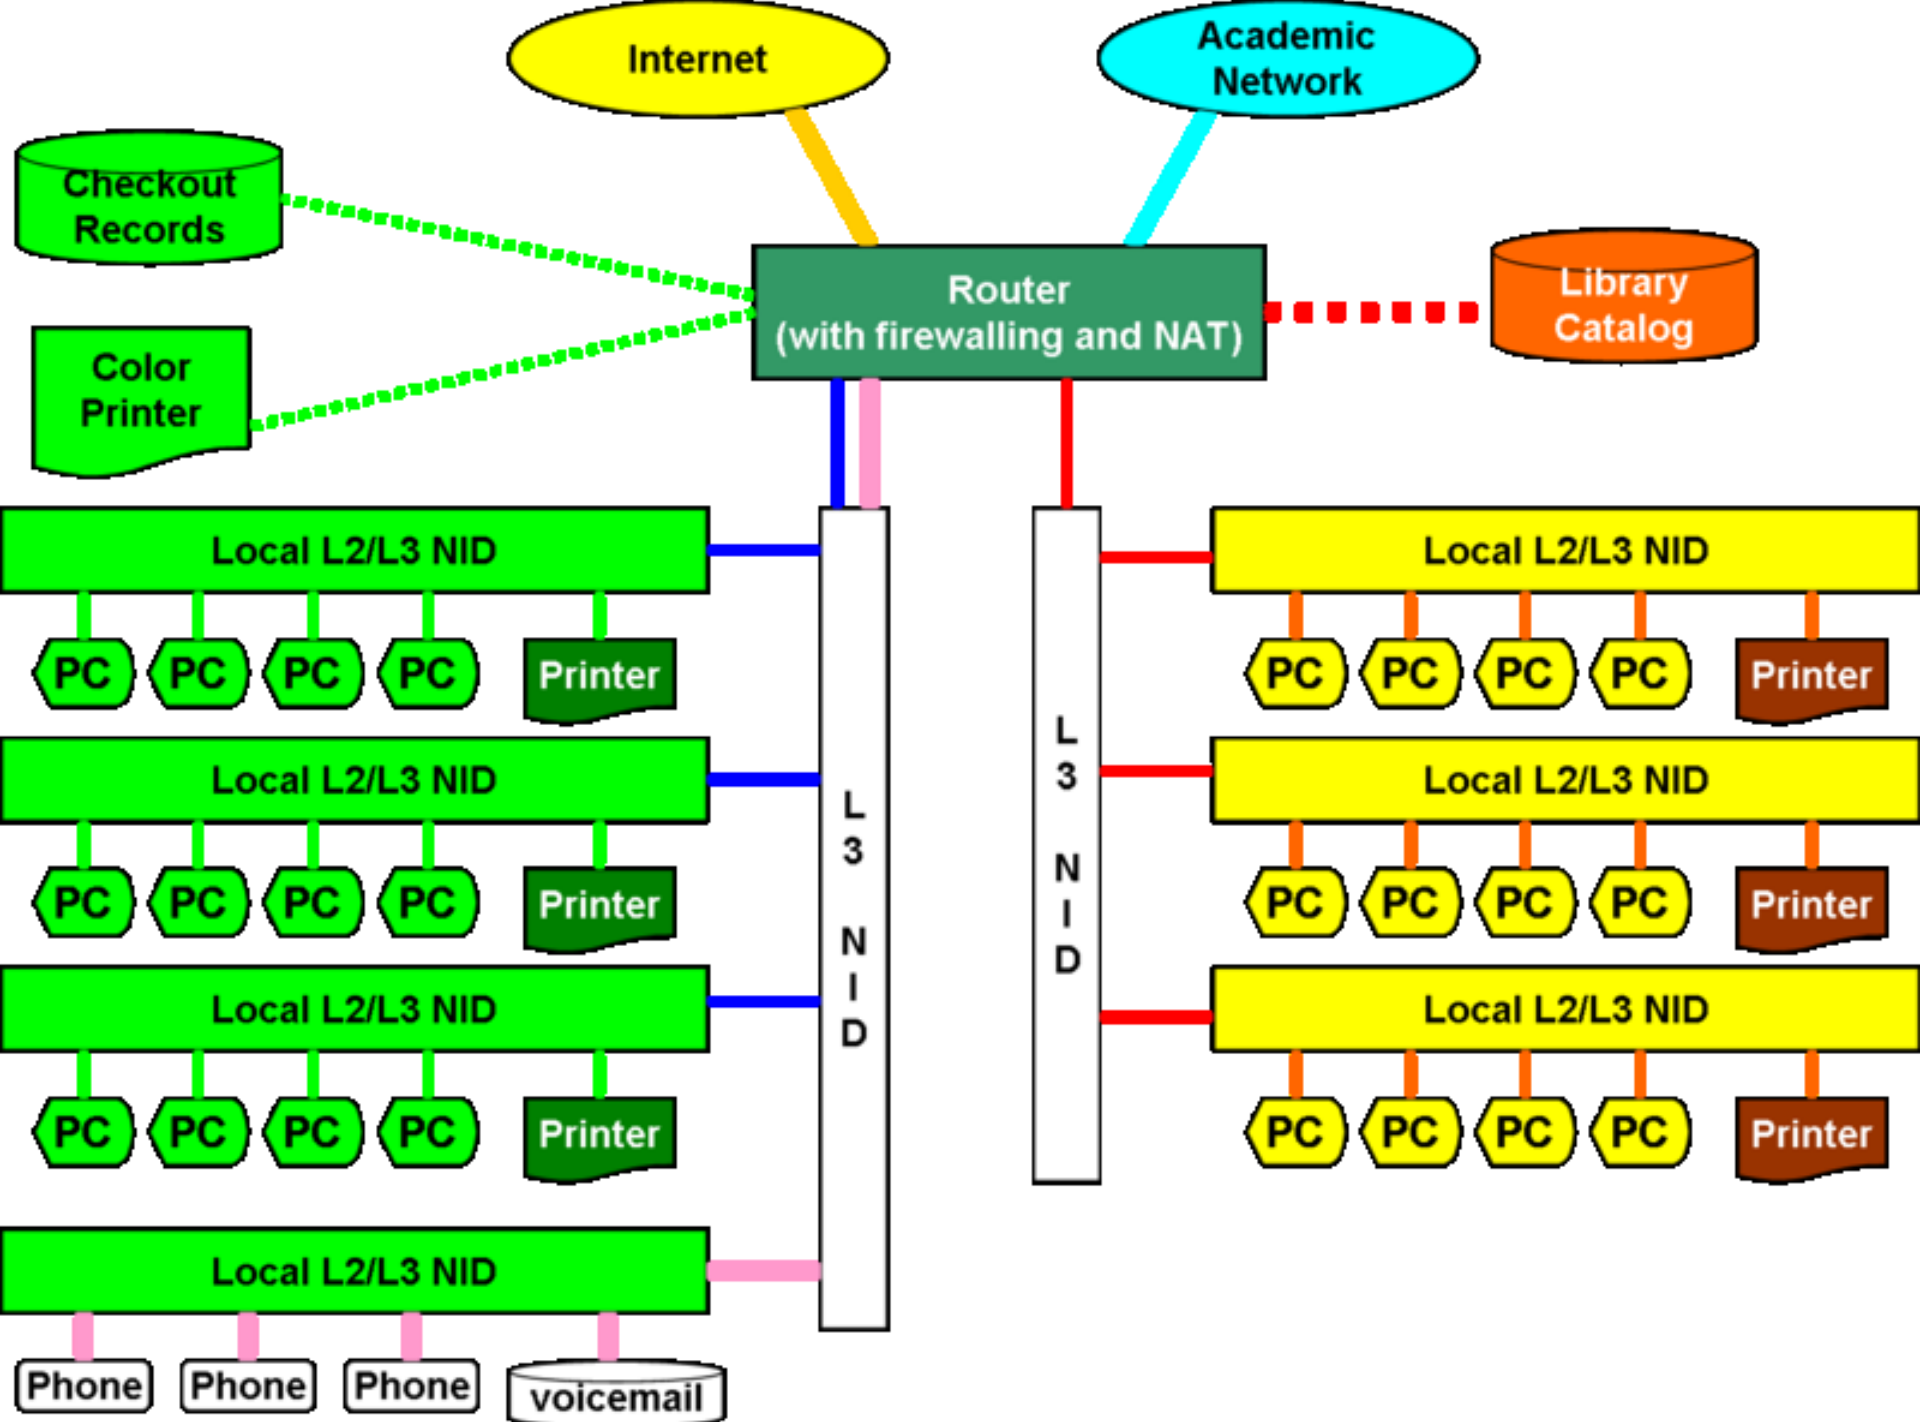 Internet
Academic
Network
Checkout
Records
Router
(with firewalling and NAT)
Library
Catalog
Color
Printer
Local L2/L3 NID
Local L2/L3 NID
PC PC PC PC Printer
PC PC PC PC Printer
Local L2/L3 NID
Local L2/L3 NID
PC PC PC PC Printer
PC PC PC PC Printer
Local L2/L3 NID
Local L2/L3 NID
PC PC PC PC Printer
PC PC PC PC Printer
L3 NID
L3 NID
Local L2/L3 NID
Phone Phone Phone voicemail